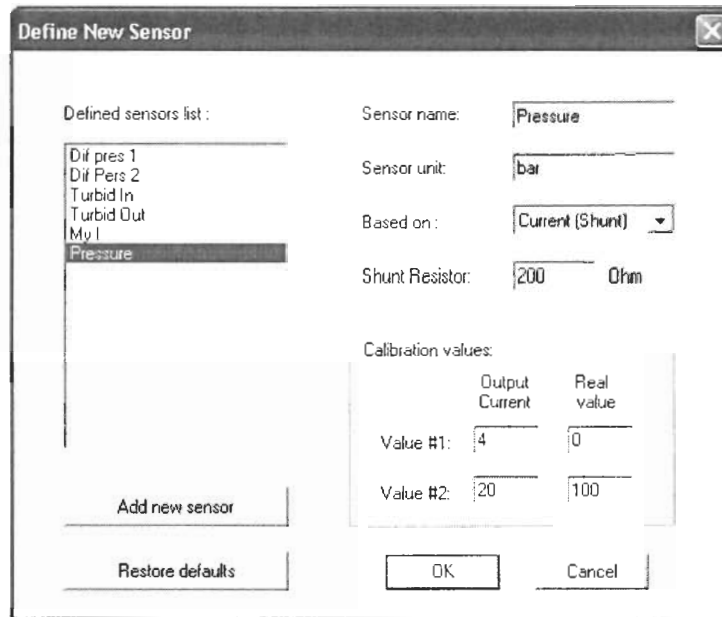 Define New Sensor
Defined sensors list :
Dif pres 1
Dif Pers 2
Turbid In
Turbid Out
My I
Pressure
Add new sensor
Restore defaults
Sensor name: Pressure
Sensor unit: bar
Based on : Current (Shunt)
Shunt Resistor: 200 Ohm
Calibration values:
Output Current Real value
Value #1: 4 0
Value #2: 20 100
OK Cancel